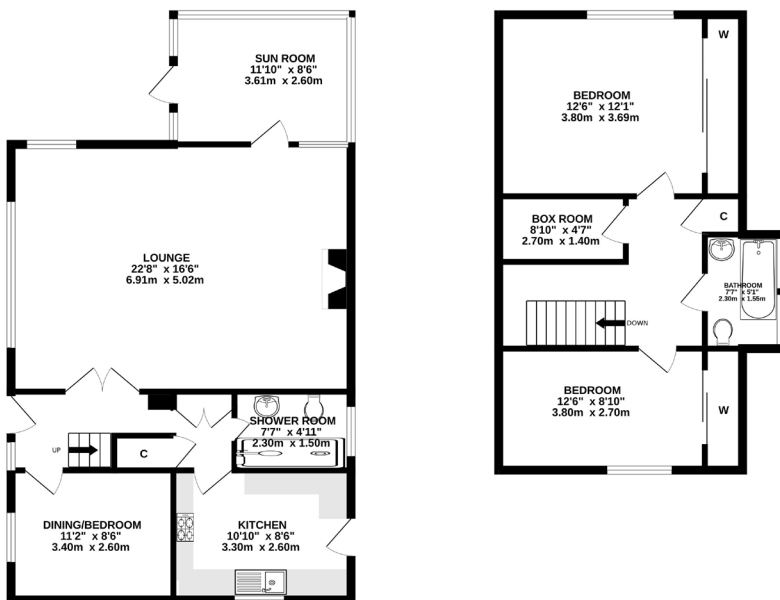 SUN ROOM
11'10" x 8'6"
3.61m x 2.60m
LOUNGE
22'8" x 16'6"
6.91m x 5.02m
UP
C
SHOWER ROOM
7'7" x 4'11"
2.30m x 1.50m
DINING/BEDROOM
11'2" x 8'6"
3.40m x 2.60m
KITCHEN
10'10" x 8'6"
3.30m x 2.60m
W
BEDROOM
12'6" x 12'1"
3.80m x 3.69m
BOX ROOM
8'10" x 4'7"
2.70m x 1.40m
C
BATHROOM
7'7" x 5'1"
2.30m x 1.55m
DOWN
BEDROOM
12'6" x 8'10"
3.80m x 2.70m
W